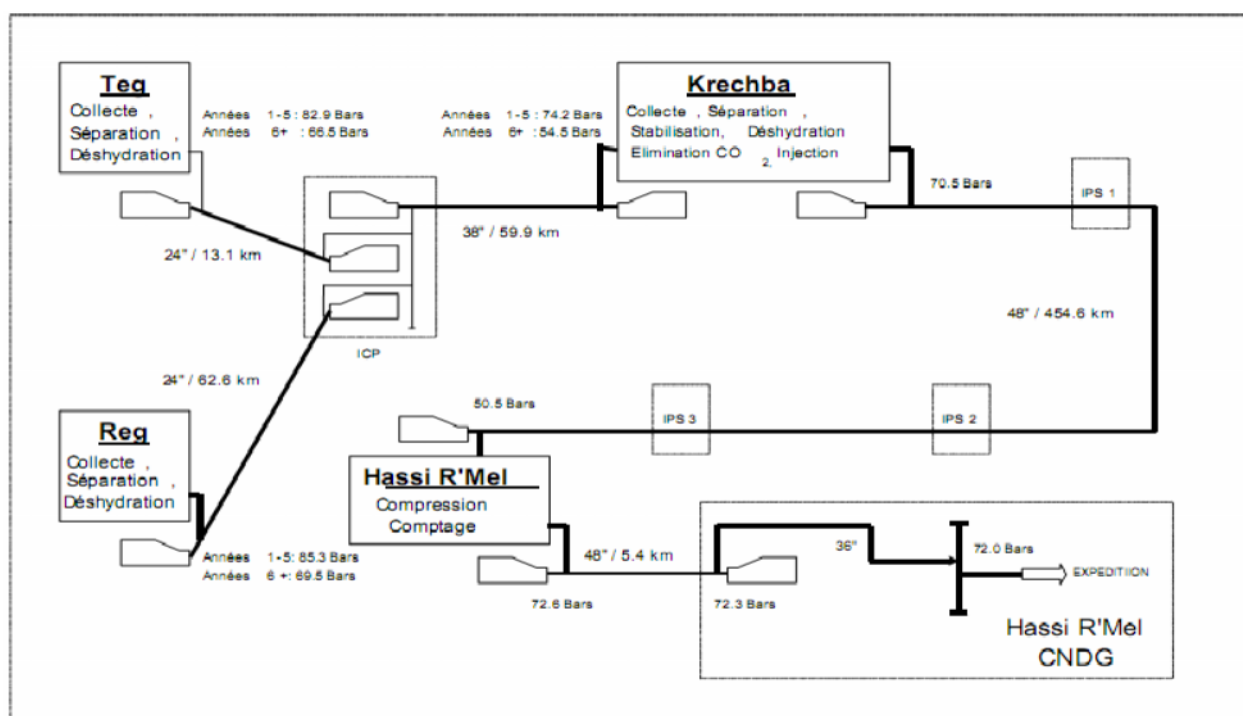 Teg
Collecte ,
Séparation ,
Déshydration
Années 1-5 : 82.9 Bars
Années 6+ : 66.5 Bars
Années 1-5 : 74.2 Bars
Années 6+ : 54.5 Bars
Krechba
Collecte , Séparation ,
Stabilisation, Déshydration
Elimination CO 2, Injection
70.5 Bars
IPS 1
24" / 13.1 km
38" / 59.9 km
48" / 454.6 km
ICP
24" / 62.6 km
Reg
Collecte ,
Séparation ,
Déshydration
Années 1-5: 85.3 Bars
Années 6 +: 69.5 Bars
50.5 Bars
IPS 3
IPS 2
Hassi R'Mel
Compression
Comptage
48" / 5.4 km
72.6 Bars
72.3 Bars
36"
72.0 Bars
EXPEDITIION
Hassi R'Mel
CNDG